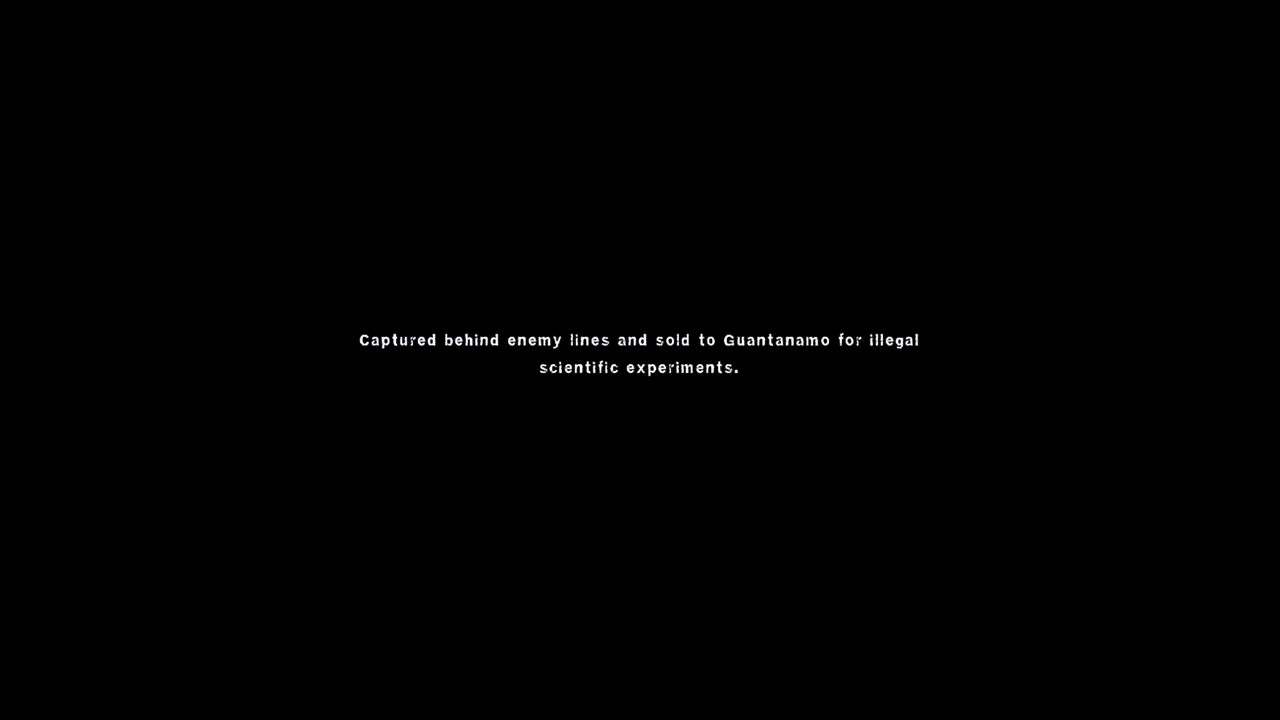 Captured behind enemy lines and sold to Guantanamo for illegal
scientific experiments.